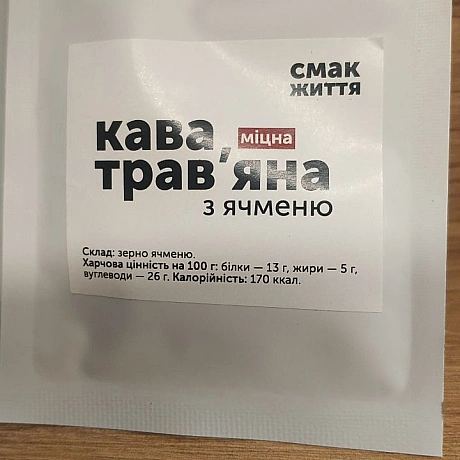 смак
життя
кава міцна
трав'яна
з ячменю
Склад: зерно ячменю.
Харчова цінність на 100 г: білки — 13 г, жири — 5 г,
вуглеводи — 26 г. Калорійність: 170 ккал.